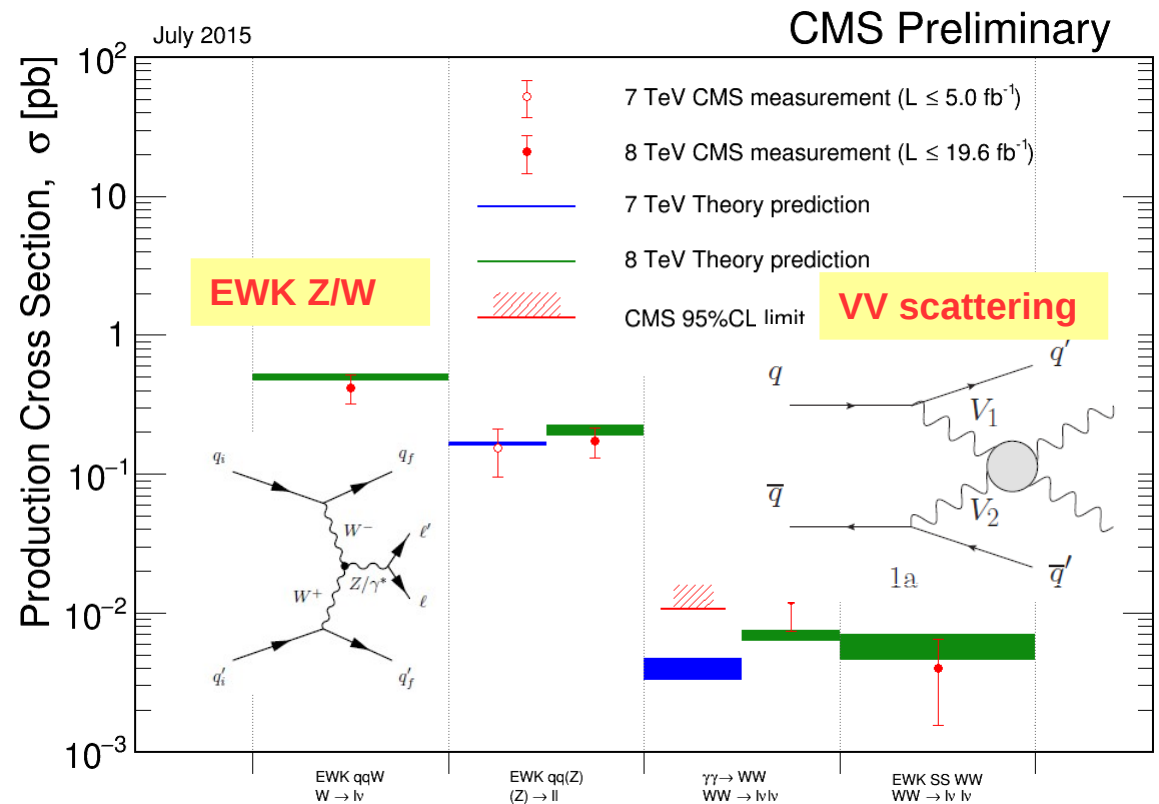 July 2015
CMS Preliminary
Production Cross Section, σ [pb]
10²
10
1
10⁻¹
10⁻²
10⁻³
7 TeV CMS measurement (L ≤ 5.0 fb⁻¹)
8 TeV CMS measurement (L ≤ 19.6 fb⁻¹)
7 TeV Theory prediction
8 TeV Theory prediction
CMS 95%CL limit
EWK Z/W
VV scattering
qᵢ
q_f
W⁻
ℓ′
Z/γ*
W⁺
ℓ
q′ᵢ
q′_f
q
q′
V₁
q̅
V₂
q̅′
1a
EWK qqW
W → lν
EWK qq(Z)
(Z) → ll
γγ→ WW
WW → lν lν
EWK SS WW
WW → lν lν